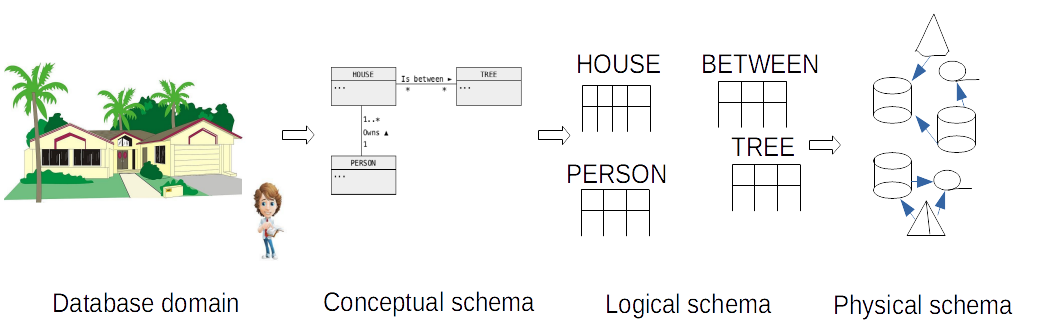 HOUSE
...
Is between ►
*
*
TREE
...
1..*
Owns ▲
1
PERSON
...
HOUSE
BETWEEN
TREE
PERSON
Database domain
Conceptual schema
Logical schema
Physical schema